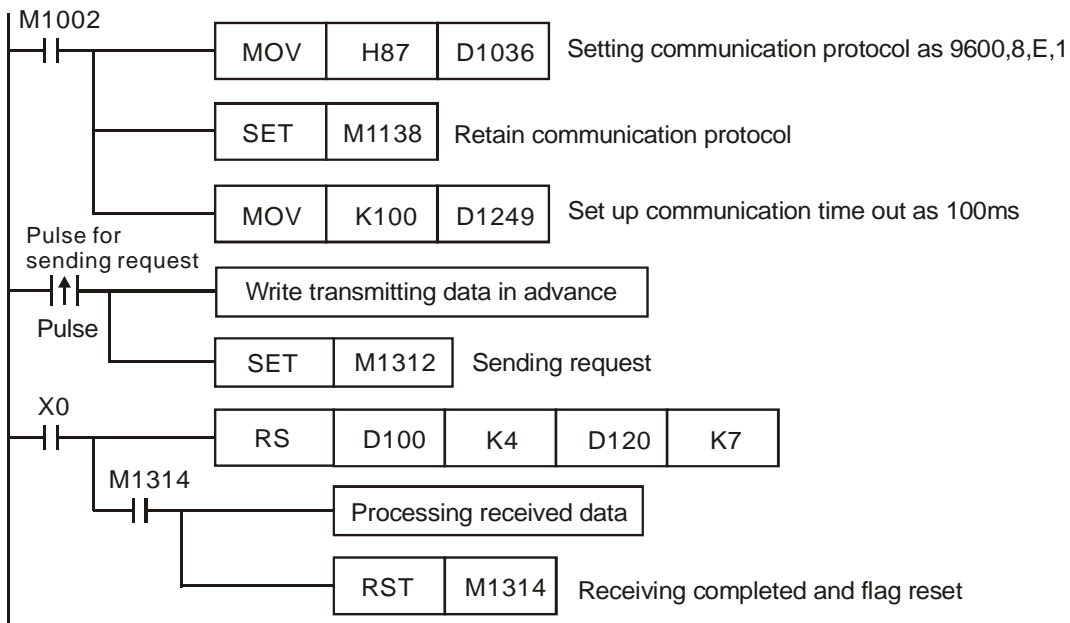 M1002
MOV H87 D1036 Setting communication protocol as 9600,8,E,1
SET M1138 Retain communication protocol
MOV K100 D1249 Set up communication time out as 100ms
Pulse for
sending request
Write transmitting data in advance
Pulse
SET M1312 Sending request
X0
RS D100 K4 D120 K7
M1314
Processing received data
RST M1314 Receiving completed and flag reset